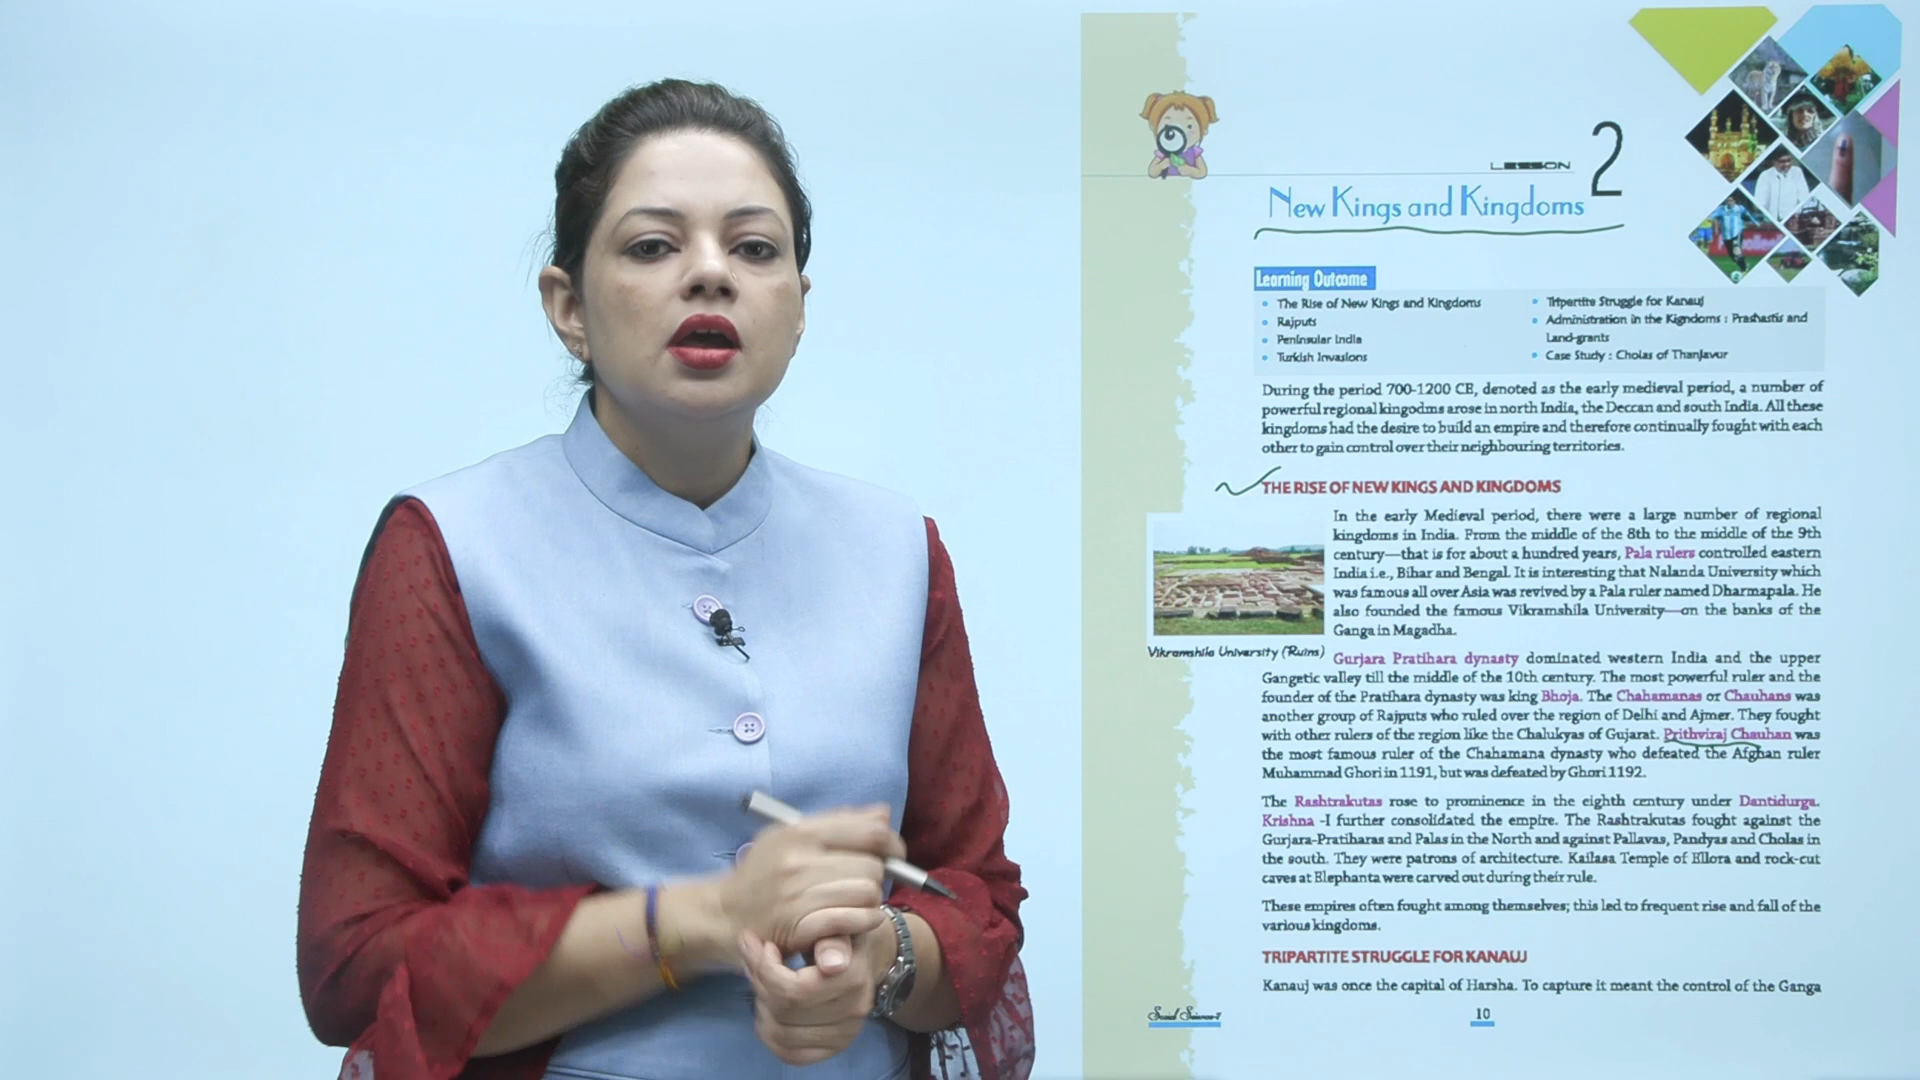 LESSON 2
New Kings and Kingdoms
Learning Outcome
The Rise of New Kings and Kingdoms
Rajputs
Peninsular India
Turkish Invasions
Tripartite Struggle for Kanauj
Administration in the Kigndoms : Prashastis and
Land-grants
Case Study : Cholas of Thanjavur
During the period 700-1200 CE, denoted as the early medieval period, a number of
powerful regional kingodms arose in north India, the Deccan and south India. All these
kingdoms had the desire to build an empire and therefore continually fought with each
other to gain control over their neighbouring territories.
THE RISE OF NEW KINGS AND KINGDOMS
In the early Medieval period, there were a large number of regional
kingdoms in India. From the middle of the 8th to the middle of the 9th
century—that is for about a hundred years, Pala rulers controlled eastern
India i.e., Bihar and Bengal. It is interesting that Nalanda University which
was famous all over Asia was revived by a Pala ruler named Dharmapala. He
also founded the famous Vikramshila University—on the banks of the
Ganga in Magadha.
Vikramshila University (Ruins)
Gurjara Pratihara dynasty dominated western India and the upper
Gangetic valley till the middle of the 10th century. The most powerful ruler and the
founder of the Pratihara dynasty was king Bhoja. The Chahamanas or Chauhans was
another group of Rajputs who ruled over the region of Delhi and Ajmer. They fought
with other rulers of the region like the Chalukyas of Gujarat. Prithviraj Chauhan was
the most famous ruler of the Chahamana dynasty who defeated the Afghan ruler
Muhammad Ghori in 1191, but was defeated by Ghori 1192.
The Rashtrakutas rose to prominence in the eighth century under Dantidurga.
Krishna -I further consolidated the empire. The Rashtrakutas fought against the
Gurjara-Pratiharas and Palas in the North and against Pallavas, Pandyas and Cholas in
the south. They were patrons of architecture. Kailasa Temple of Ellora and rock-cut
caves at Elephanta were carved out during their rule.
These empires often fought among themselves; this led to frequent rise and fall of the
various kingdoms.
TRIPARTITE STRUGGLE FOR KANAUJ
Kanauj was once the capital of Harsha. To capture it meant the control of the Ganga
Social Science-7
10